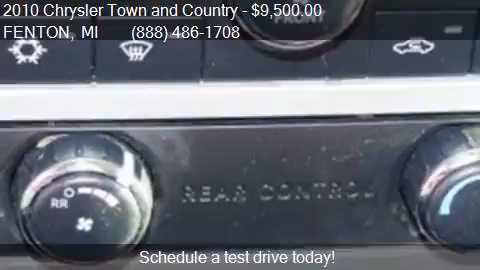 2010 Chrysler Town and Country - $9,500.00
FENTON, MI (888) 486-1708
FRONT
RR
REAR CONTROL
Schedule a test drive today!